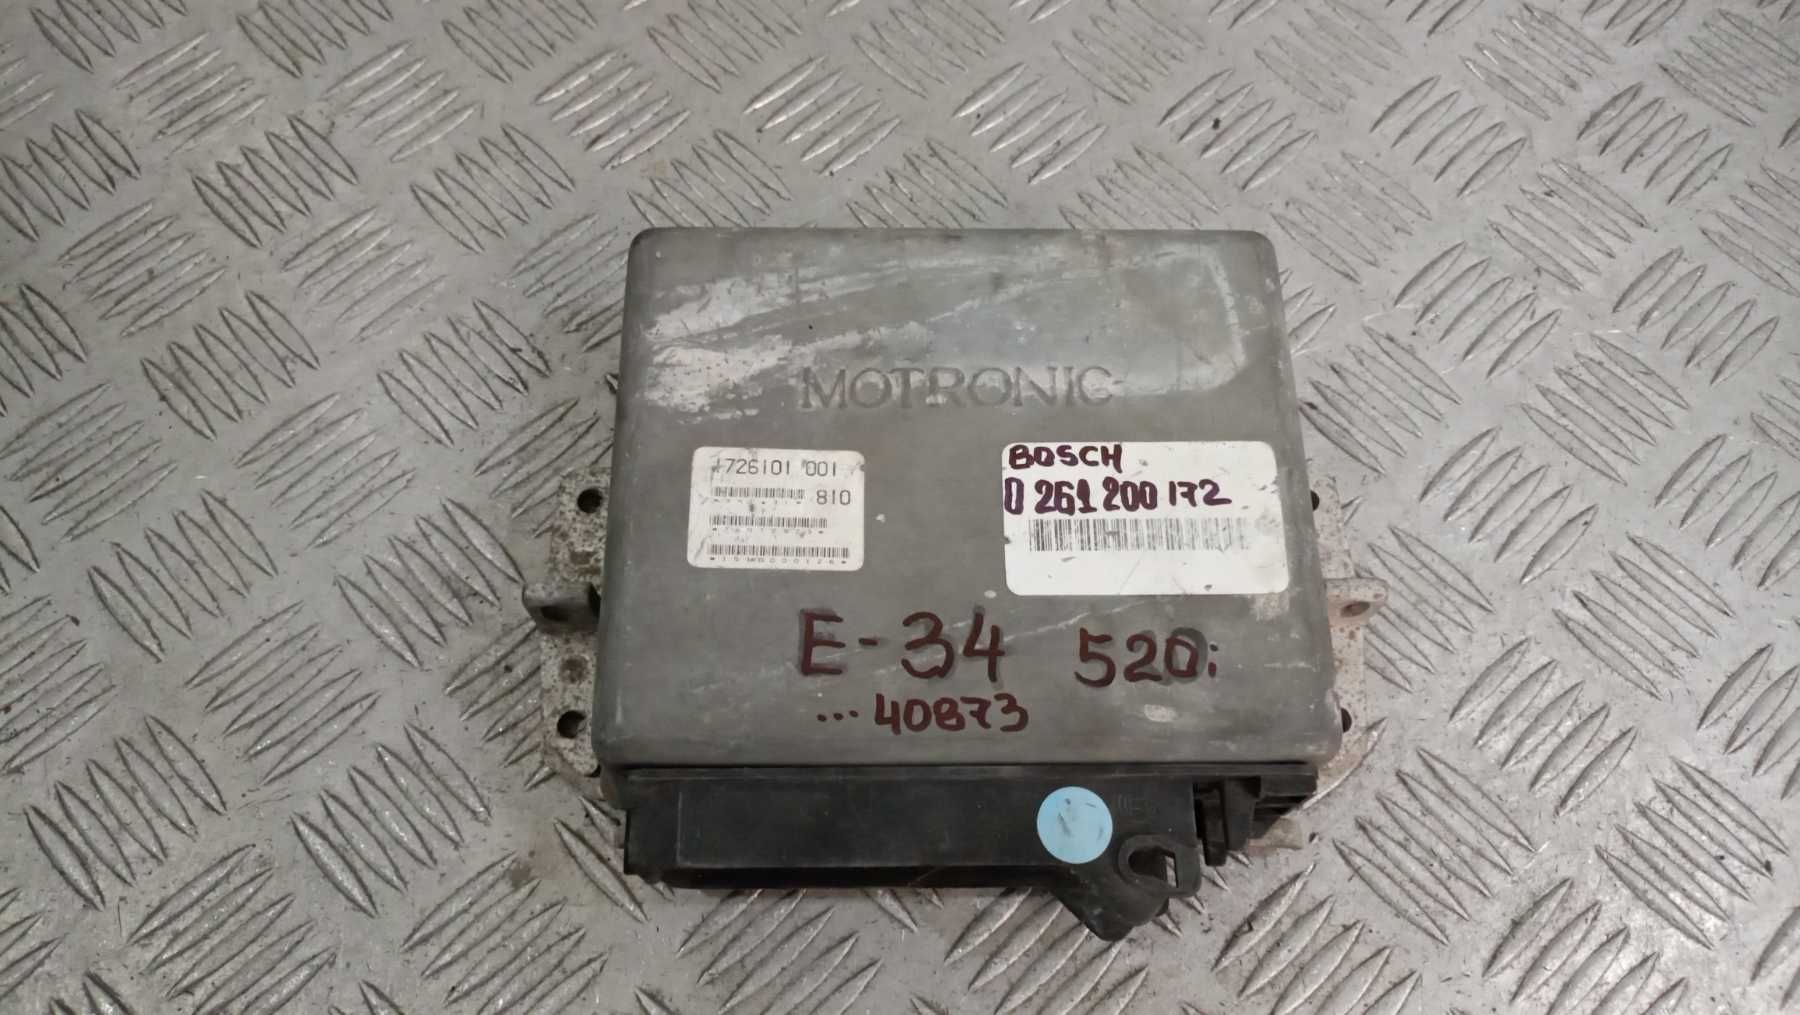 MOTRONIC
1726101 001
810
BOSCH
0 261 200 172
E-34 520i
...40873